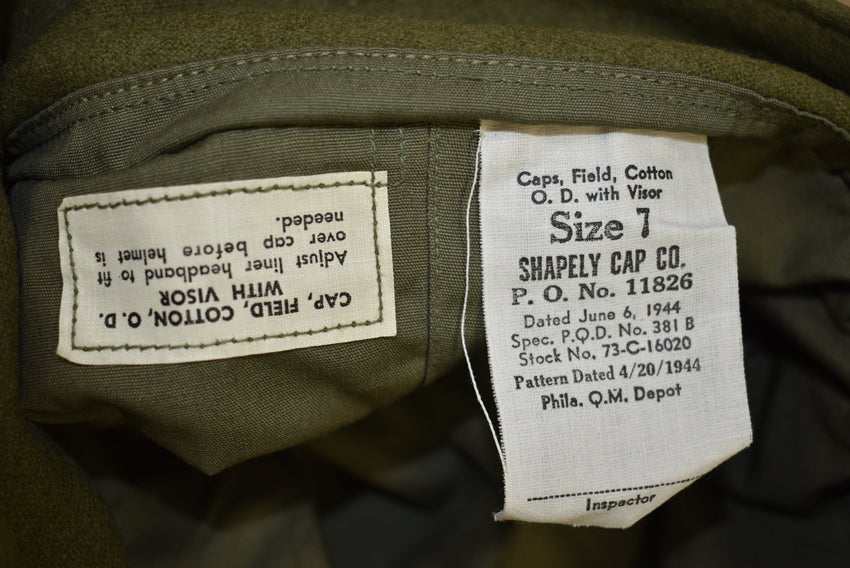 CAP, FIELD, COTTON, O. D.
WITH VISOR
Adjust liner headband to fit
over cap before helmet is
needed.
Caps, Field, Cotton
O. D. with Visor
Size 7
SHAPELY CAP CO.
P. O. No. 11826
Dated June 6, 1944
Spec. P.Q.D. No. 381 B
Stock No. 73-C-16020
Pattern Dated 4/20/1944
Phila. Q.M. Depot
Inspector